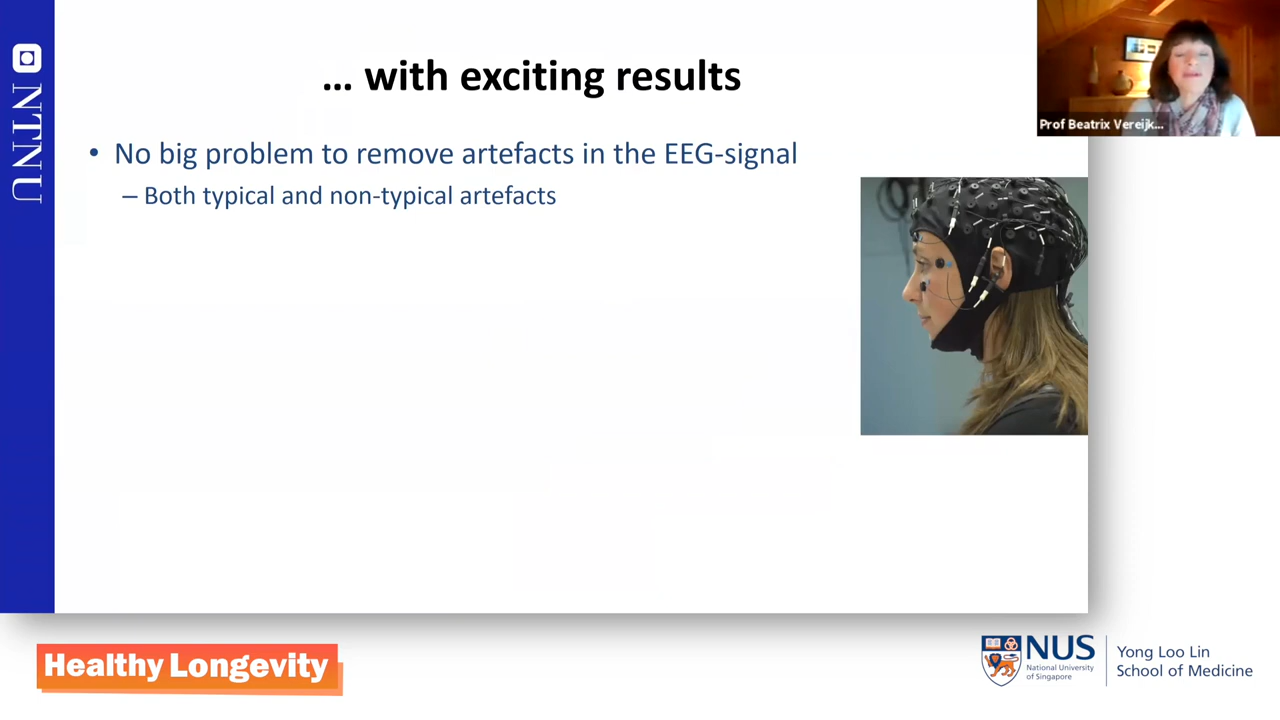 NTNU
… with exciting results
• No big problem to remove artefacts in the EEG-signal
– Both typical and non-typical artefacts
Prof Beatrix Vereijk...
Healthy Longevity
NUS
National University
of Singapore
Yong Loo Lin
School of Medicine